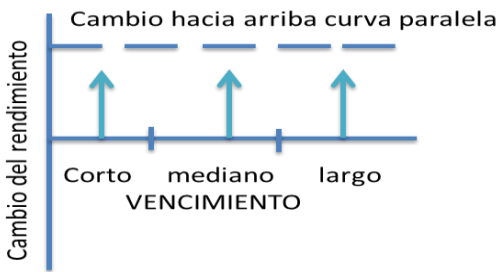 Cambio hacia arriba curva paralela
Cambio del rendimiento
Corto mediano largo
VENCIMIENTO